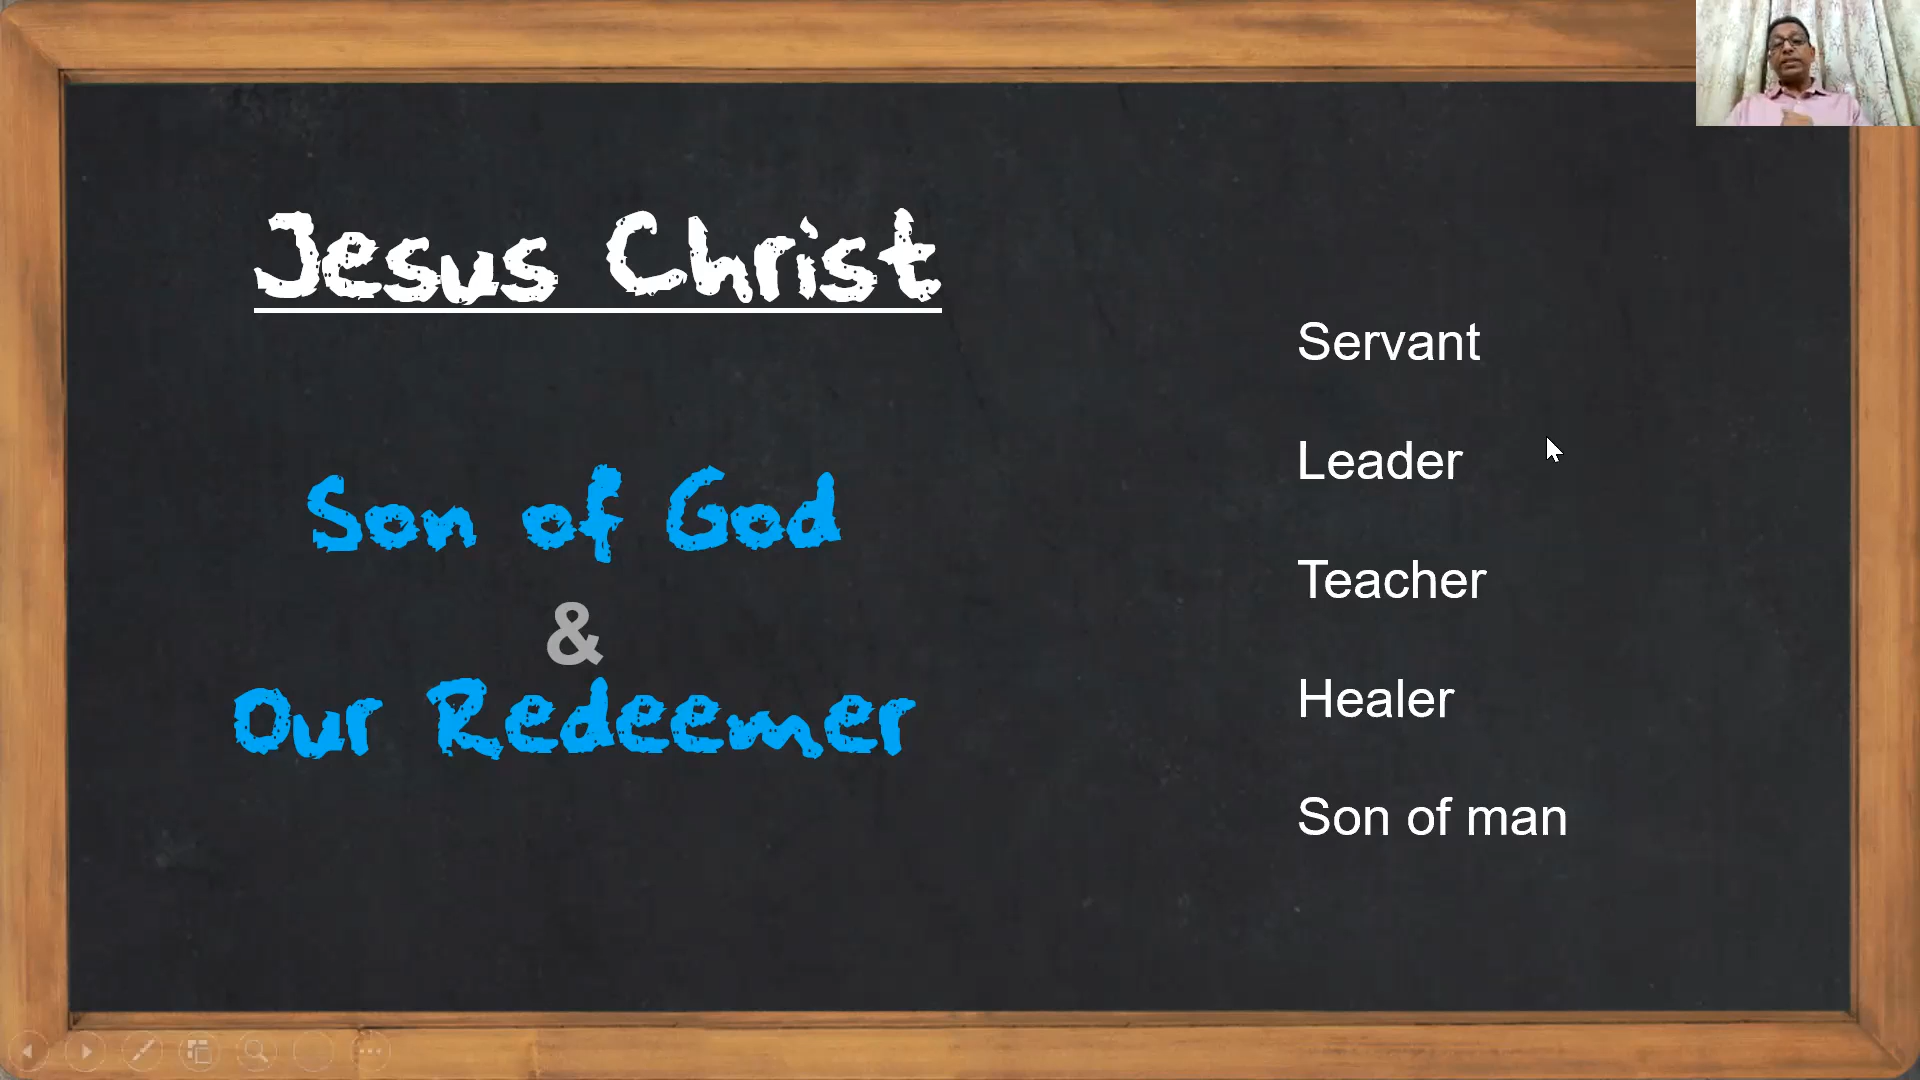 Jesus Christ
Son of God
&
Our Redeemer
Servant
Leader
Teacher
Healer
Son of man